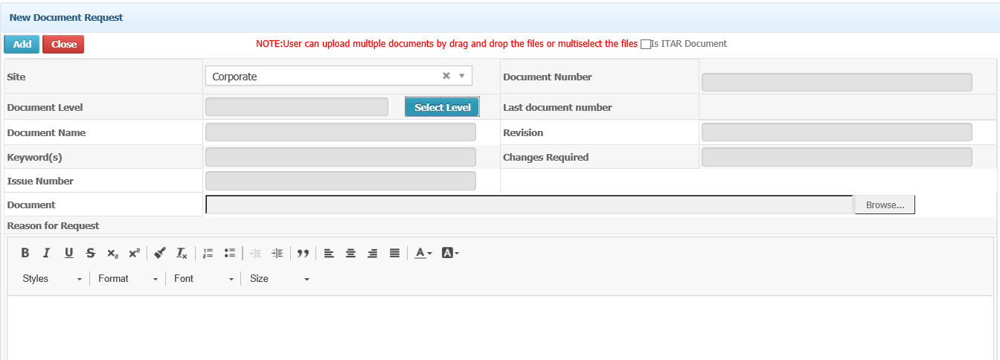 New Document Request
Add Close NOTE:User can upload multiple documents by drag and drop the files or multiselect the files Is ITAR Document
Site Corporate Document Number
Document Level Select Level Last document number
Document Name Revision
Keyword(s) Changes Required
Issue Number
Document Browse...
Reason for Request
Styles Format Font Size